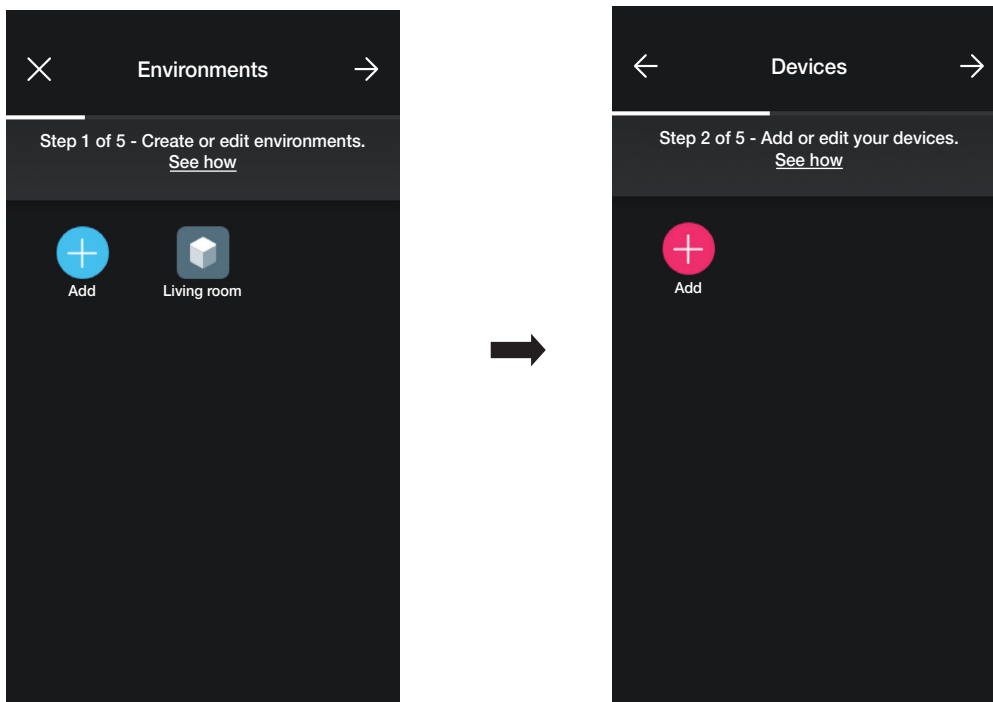 Environments
Step 1 of 5 - Create or edit environments.
See how
Add
Living room
Devices
Step 2 of 5 - Add or edit your devices.
See how
Add